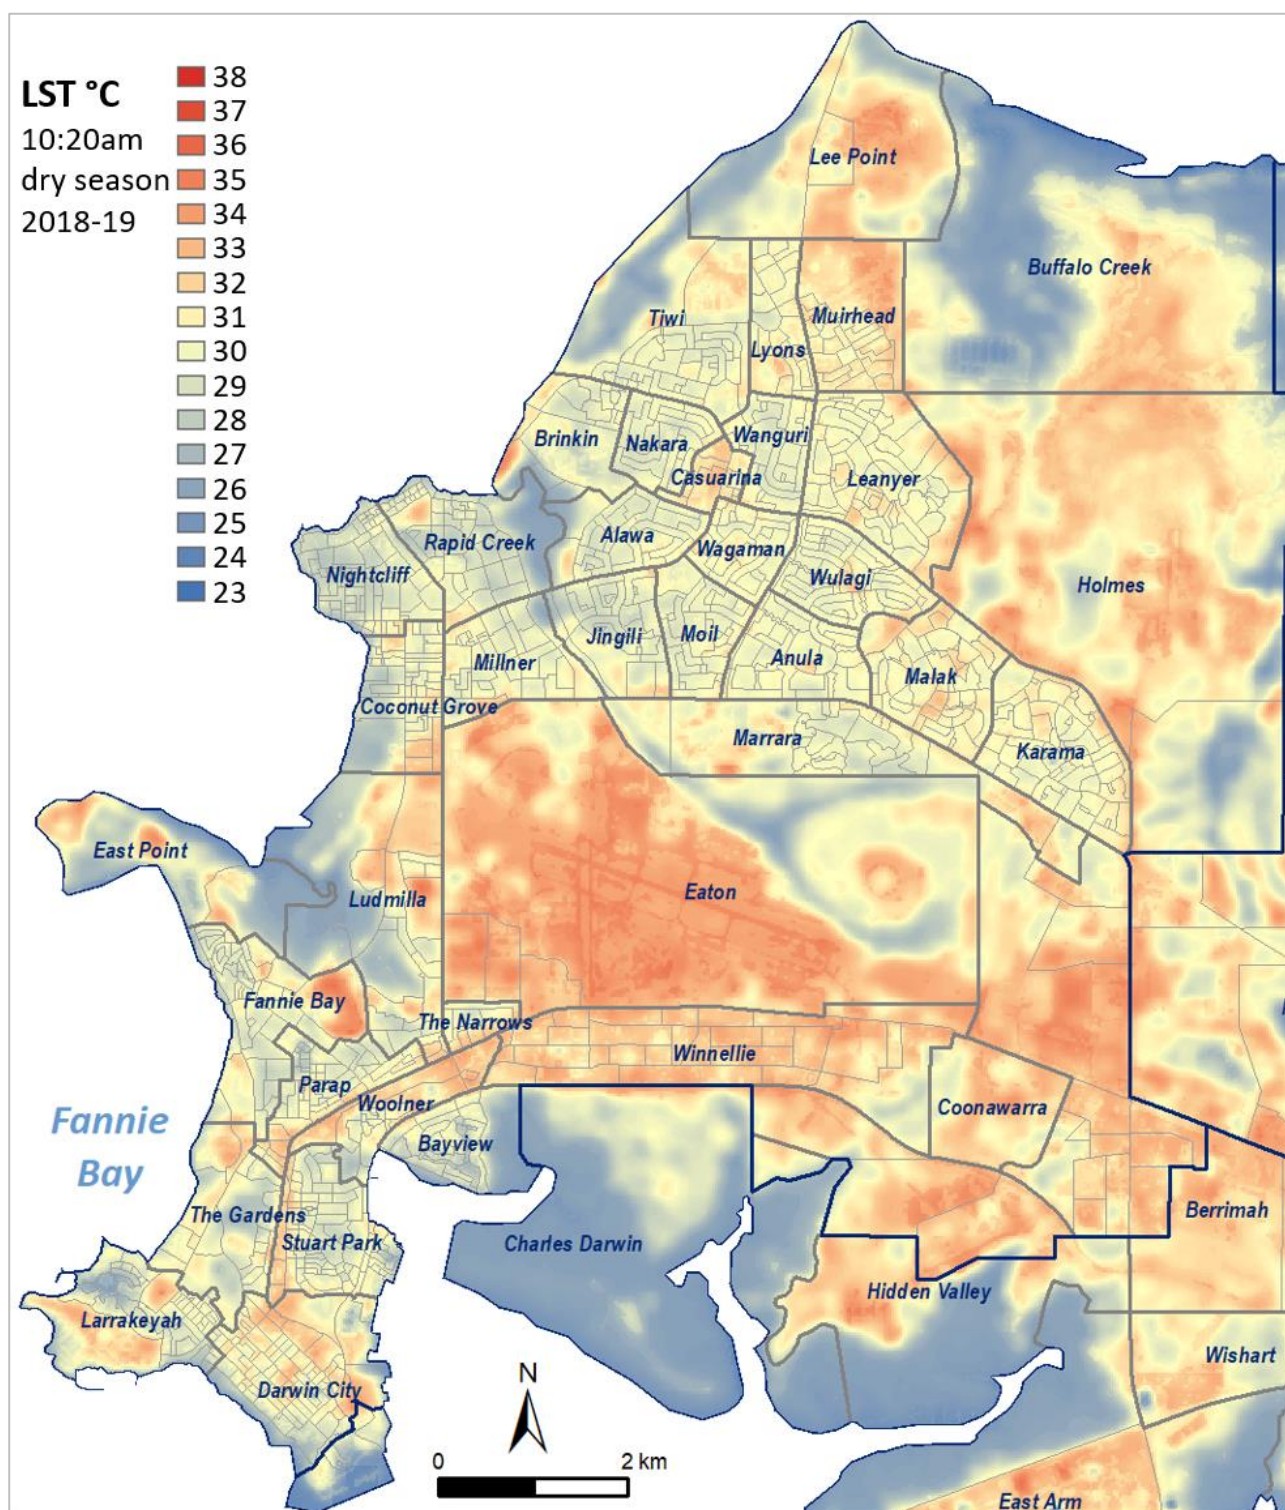 LST °C
10:20am
dry season
2018-19
38
37
36
35
34
33
32
31
30
29
28
27
26
25
24
23
Lee Point
Buffalo Creek
Tiwi
Muirhead
Lyons
Brinkin
Nakara
Wanguri
Casuarina
Leanyer
Rapid Creek
Alawa
Wagaman
Nightcliff
Wulagi
Holmes
Jingili
Moil
Millner
Anula
Malak
Coconut Grove
Marrara
Karama
East Point
Ludmilla
Eaton
Fannie Bay
The Narrows
Winnellie
Parap
Woolner
Coonawarra
Fannie
Bay
Bayview
The Gardens
Stuart Park
Charles Darwin
Berrimah
Hidden Valley
Larrakeyah
Wishart
Darwin City
N
0
2 km
East Arm